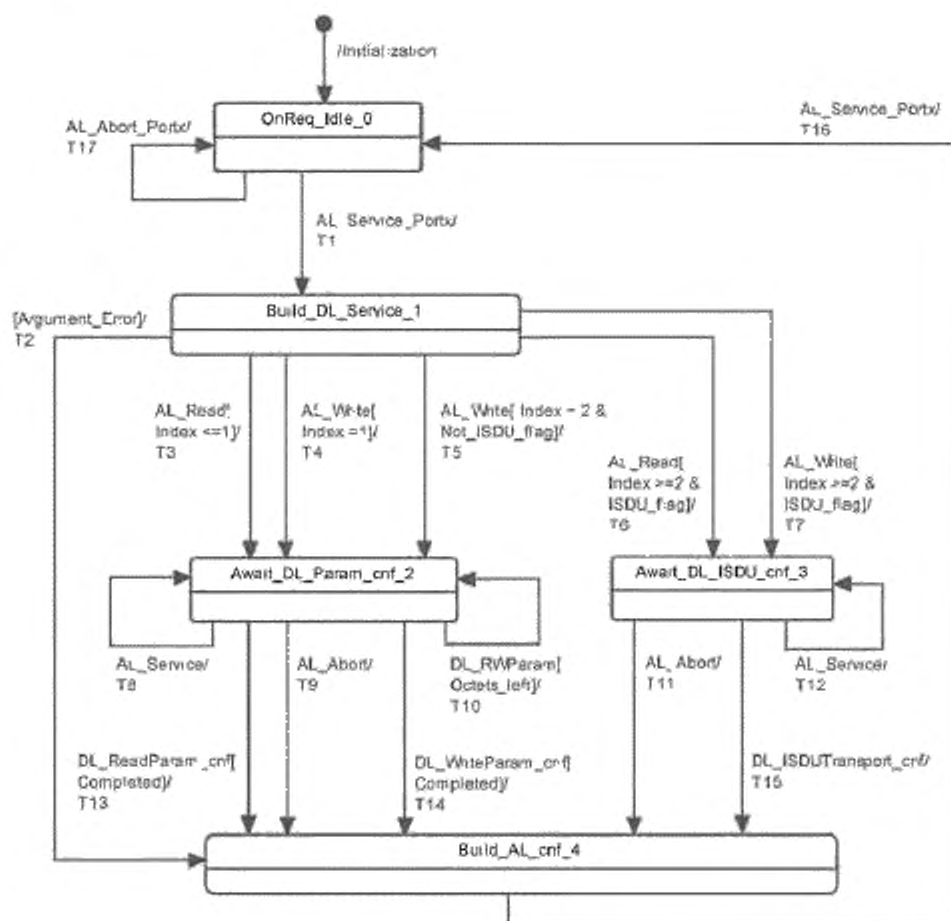 /Initialization
OnReq_Idle_0
AL_Abort_Portx/
T17
AL_Service_Portx/
T16
AL_Service_Portx/
T1
Build_DL_Service_1
[Argument_Error]/
T2
AL_Read[
Index <=1]/
T3
AL_Write[
Index =1]/
T4
AL_Write[ Index = 2 &
Not_ISDU_flag]/
T5
AL_Read[
Index >=2 &
ISDU_flag]/
T6
AL_Write[
Index >=2 &
ISDU_flag]/
T7
Await_DL_Param_cnf_2
Await_DL_ISDU_cnf_3
AL_Service/
T8
AL_Abort/
T9
DL_RWParam[
Octets_left]/
T10
AL_Abort/
T11
AL_Service/
T12
DL_ReadParam_cnf[
Completed]/
T13
DL_WriteParam_cnf[
Completed]/
T14
DL_ISDUTransport_cnf/
T15
Build_AL_cnf_4